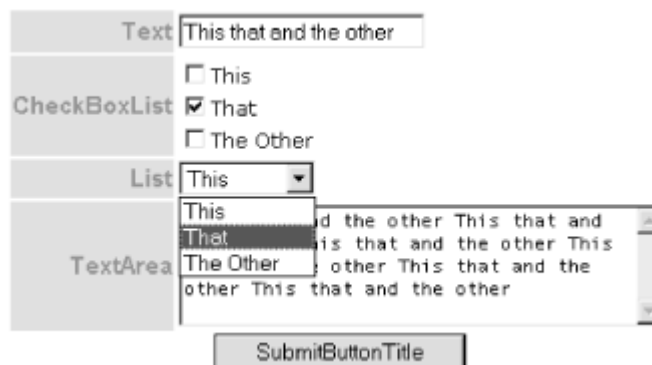 Text This that and the other
This
CheckBoxList That
The Other
List This
This
That
The Other
d the other This that and
is that and the other This
TextArea other This that and the
other This that and the other
SubmitButtonTitle